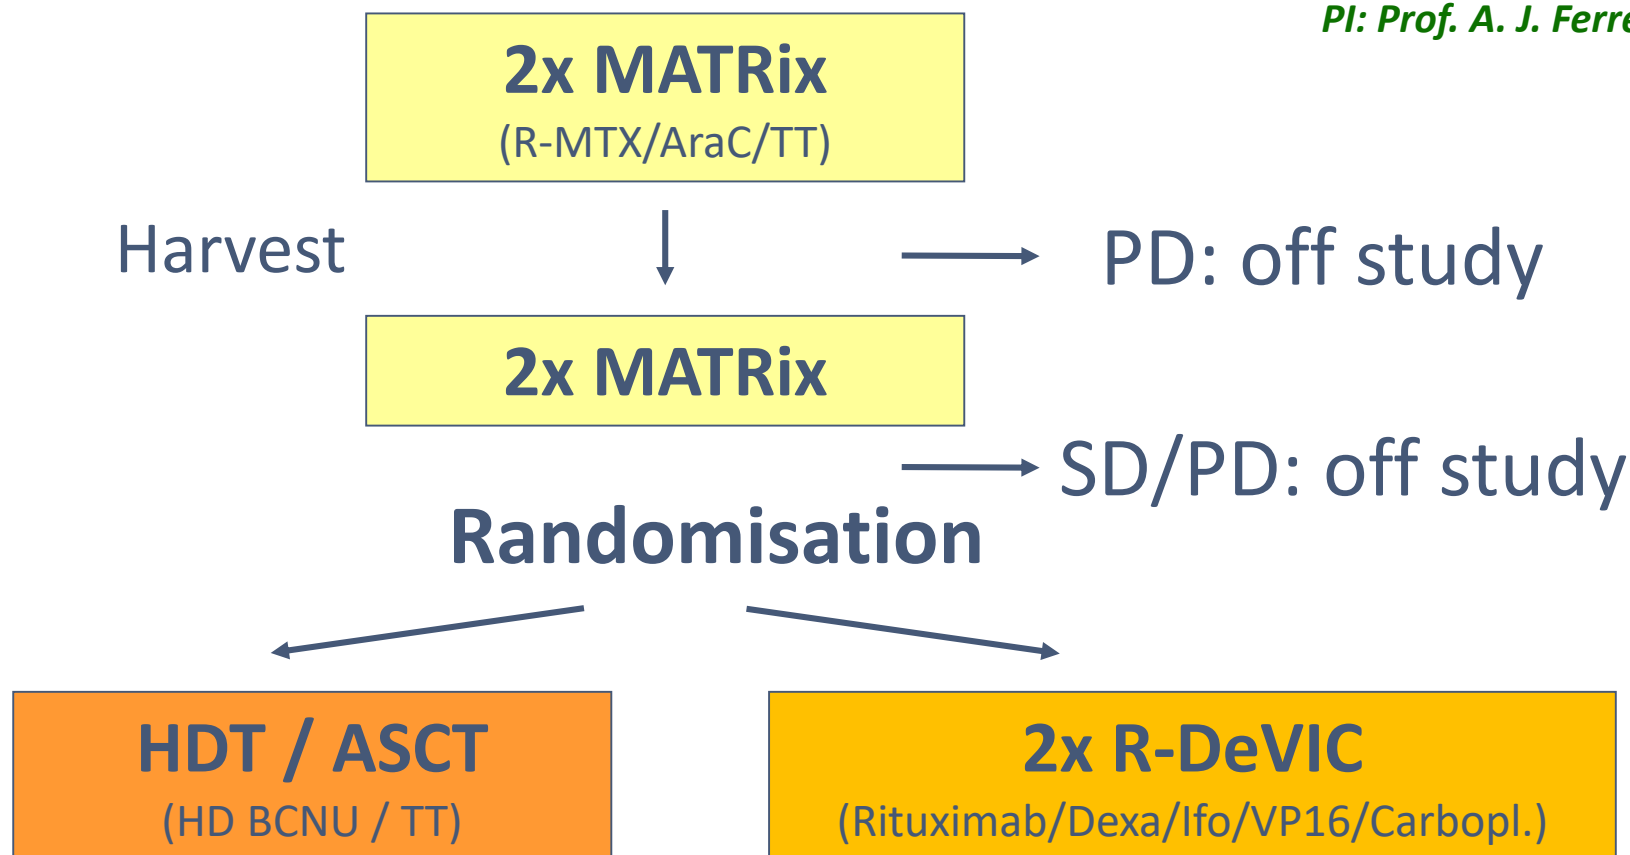 PI: Prof. A. J. Ferre
2x MATRix
(R-MTX/AraC/TT)
Harvest
PD: off study
2x MATRix
SD/PD: off study
Randomisation
HDT / ASCT
(HD BCNU / TT)
2x R-DeVIC
(Rituximab/Dexa/Ifo/VP16/Carbopl.)